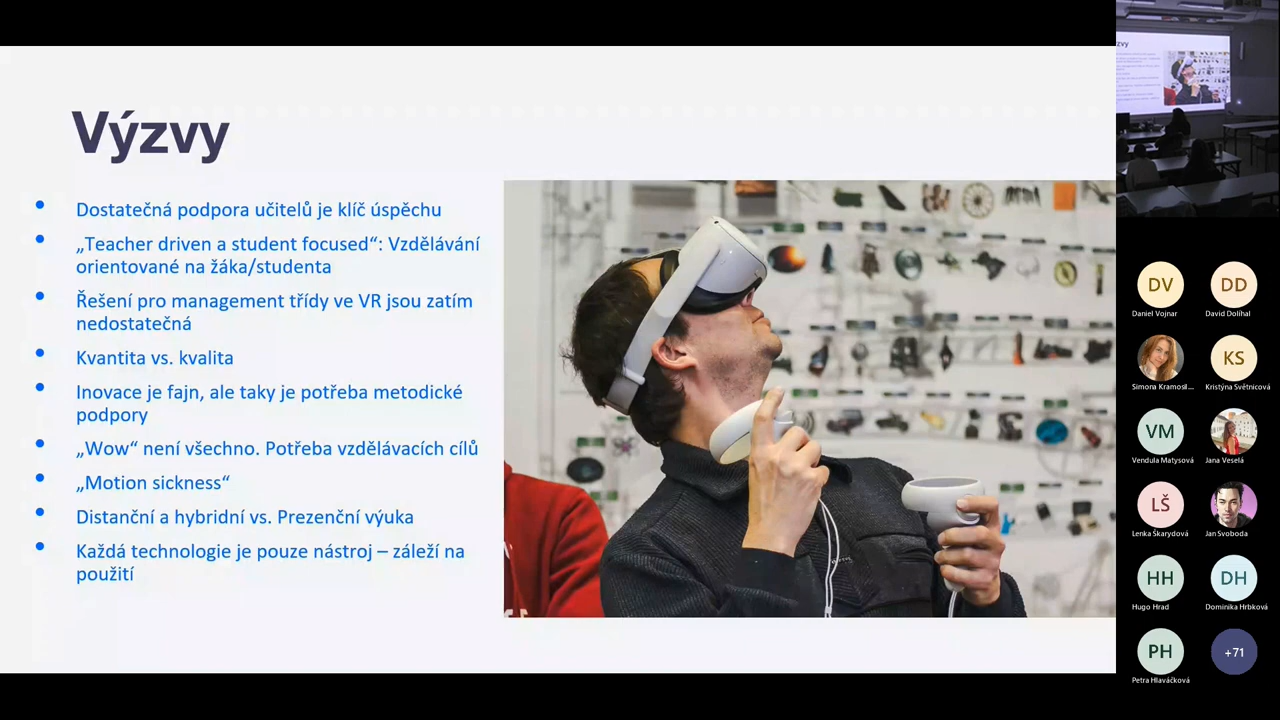 Výzvy
Dostatečná podpora učitelů je klíč úspěchu
„Teacher driven a student focused“: Vzdělávání
orientované na žáka/studenta
Řešení pro management třídy ve VR jsou zatím
nedostatečná
Kvantita vs. kvalita
Inovace je fajn, ale taky je potřeba metodické
podpory
„Wow“ není všechno. Potřeba vzdělávacích cílů
„Motion sickness“
Distanční a hybridní vs. Prezenční výuka
Každá technologie je pouze nástroj – záleží na
použití
DV
DD
Daniel Vojnar
David Dolihal
KS
Simona Kramosil...
Kristýna Světnicová
VM
Vendula Matysová
Jana Veselá
LŠ
Lenka Škarydová
Jan Svoboda
HH
DH
Hugo Hrad
Dominika Hrbková
PH
+71
Petra Hlaváčková